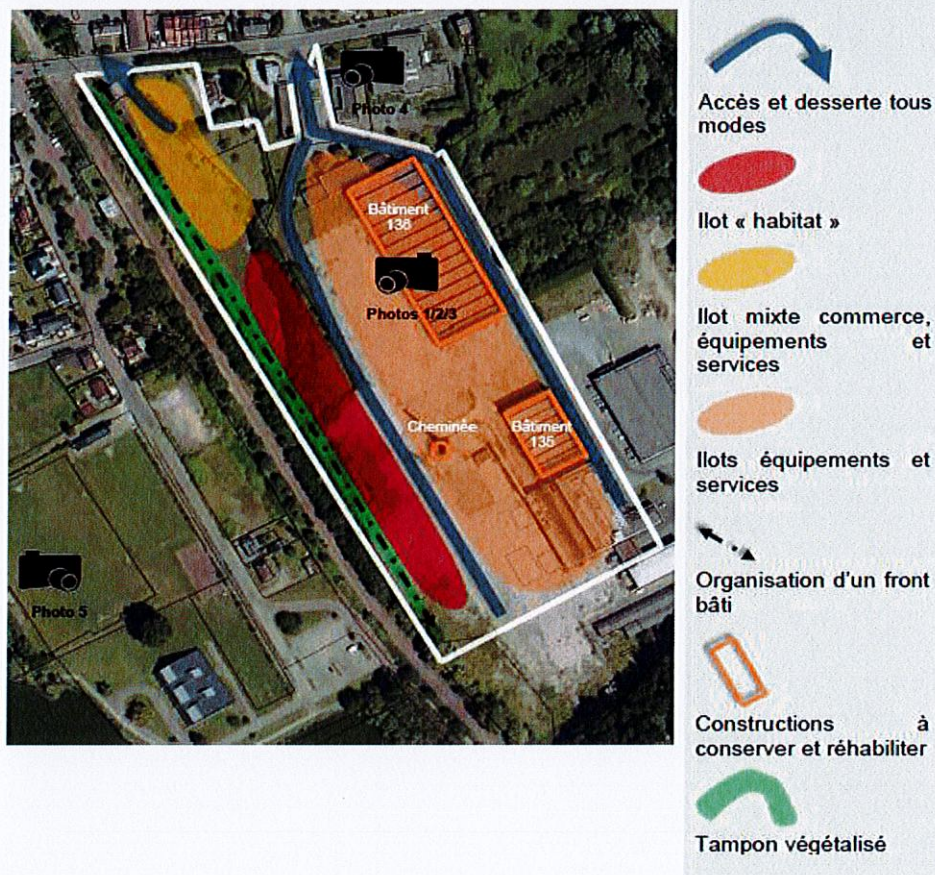 Photo 4
Bâtiment
136
Photos 1/2/3
Cheminée
Bâtiment
135
Photo 5
Accès et desserte tous
modes
Ilot « habitat »
Ilot mixte commerce,
équipements et
services
Ilots équipements et
services
Organisation d'un front
bâti
Constructions à
conserver et réhabiliter
Tampon végétalisé